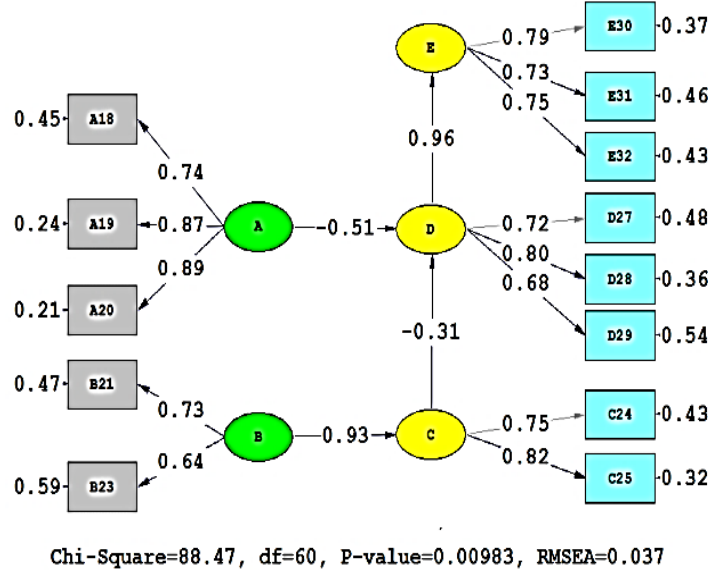 E
0.79
E30
0.37
0.73
E31
0.46
0.75
E32
0.43
0.45
A18
0.74
0.96
0.24
A19
0.87
A
-0.51
D
0.72
D27
0.48
0.80
D28
0.36
0.68
D29
0.54
0.89
0.21
A20
-0.31
0.47
B21
0.73
B
0.93
C
0.75
C24
0.43
0.82
C25
0.32
0.64
0.59
B23
Chi-Square=88.47, df=60, P-value=0.00983, RMSEA=0.037